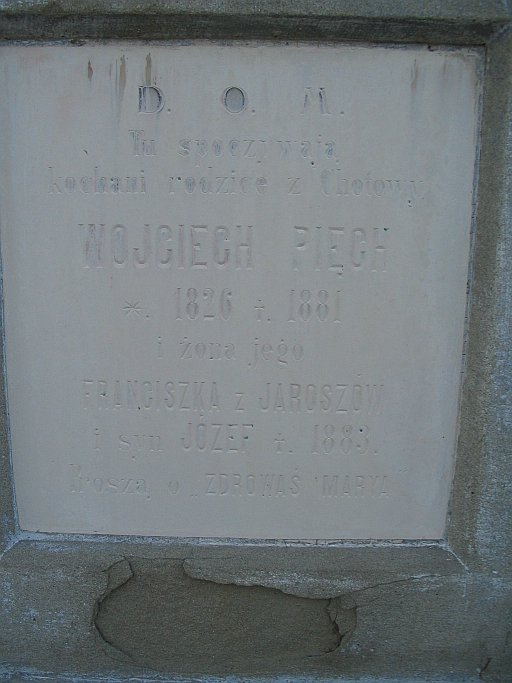 D. O. M.
Tu spoczywają
kochani rodzice z Chotowy
WOJCIECH PIĘCH
*. 1826 †. 1881
i żona jego
FRANCISZKA z JAROSZÓW
i syn JÓZEF †. 1883.
Proszą o „ZDROWAŚ MARYA”